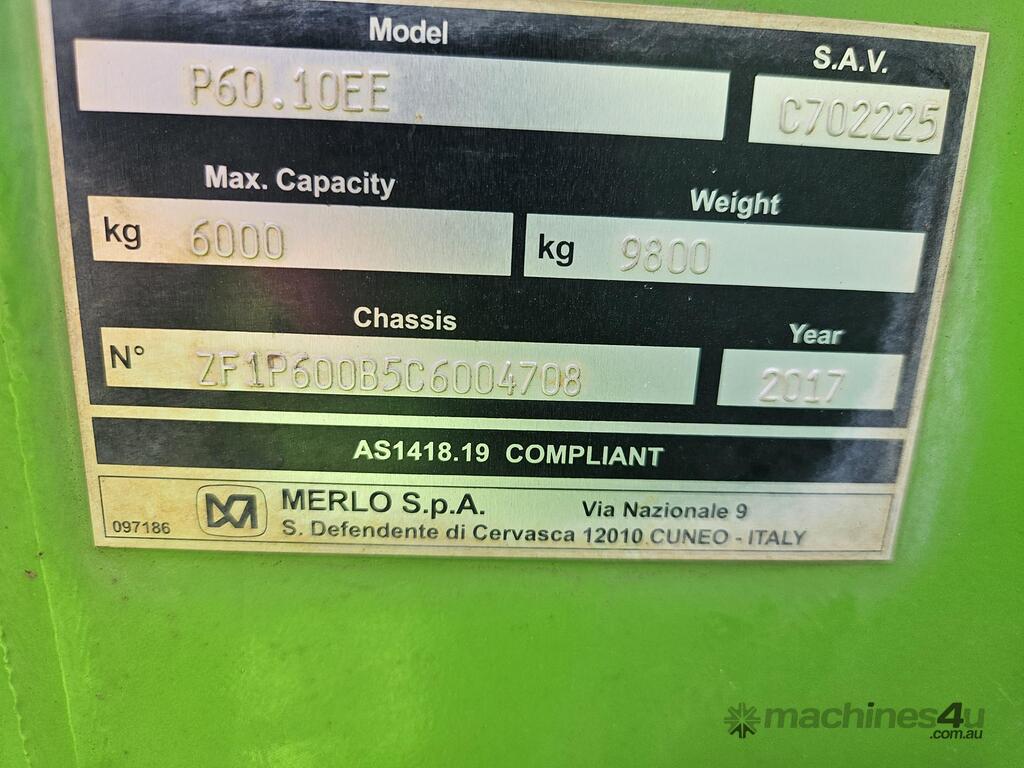 Model
S.A.V.
P60.10EE
C702225
Max. Capacity
Weight
kg 6000
kg 9800
Chassis
Year
N° ZF1P600B5C6004708
2017
AS1418.19 COMPLIANT
MERLO S.p.A. Via Nazionale 9
097186 S. Defendente di Cervasca 12010 CUNEO - ITALY
machines4u
.com.au